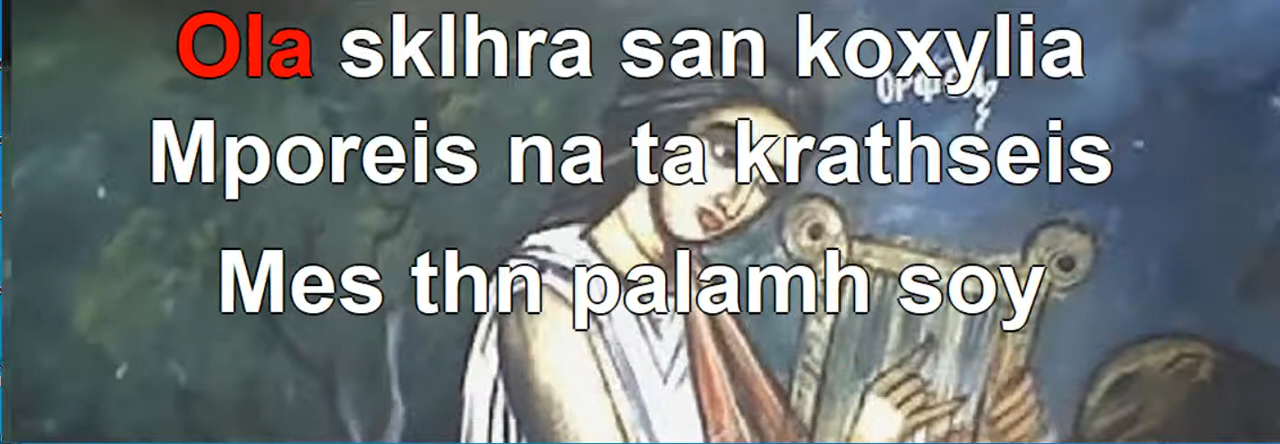 Ola sklhra san koxylia
Mporeis na ta krathseis
Mes thn palamh soy